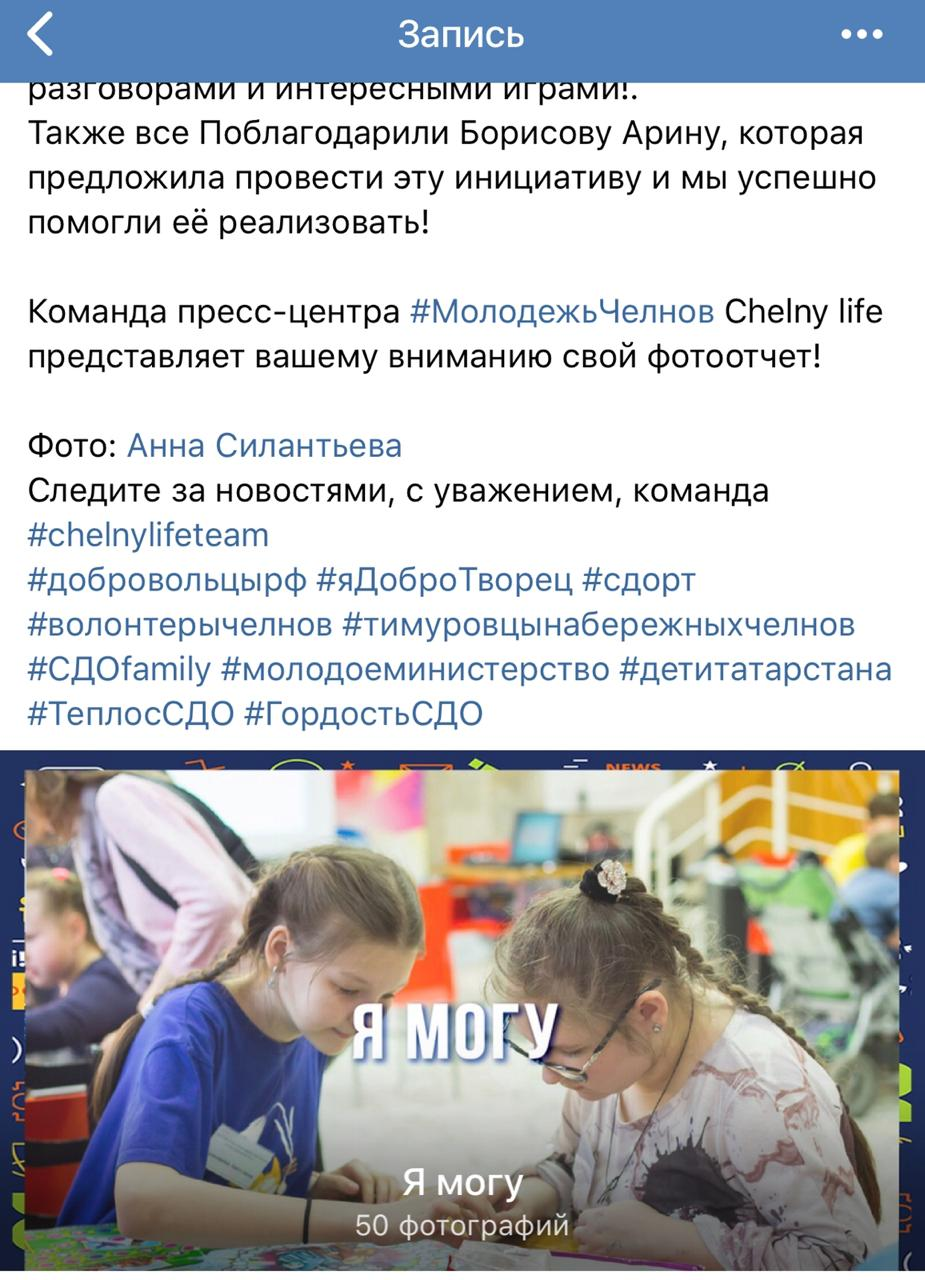 Запись
разговорами и интересными играми!.
Также все Поблагодарили Борисову Арину, которая
предложила провести эту инициативу и мы успешно
помогли её реализовать!
Команда пресс-центра #МолодежьЧелнов Chelny life
представляет вашему вниманию свой фотоотчет!
Фото: Анна Силантьева
Следите за новостями, с уважением, команда
#chelnylifeteam
#добровольцырф #яДоброТворец #сдорт
#волонтерычелнов #тимуровцынабережныхчелнов
#СДОfamily #молодоеминистерство #детитатарстана
#ТеплосСДО #ГордостьСДО
NEWS
Я МОГУ
Я могу
50 фотографий